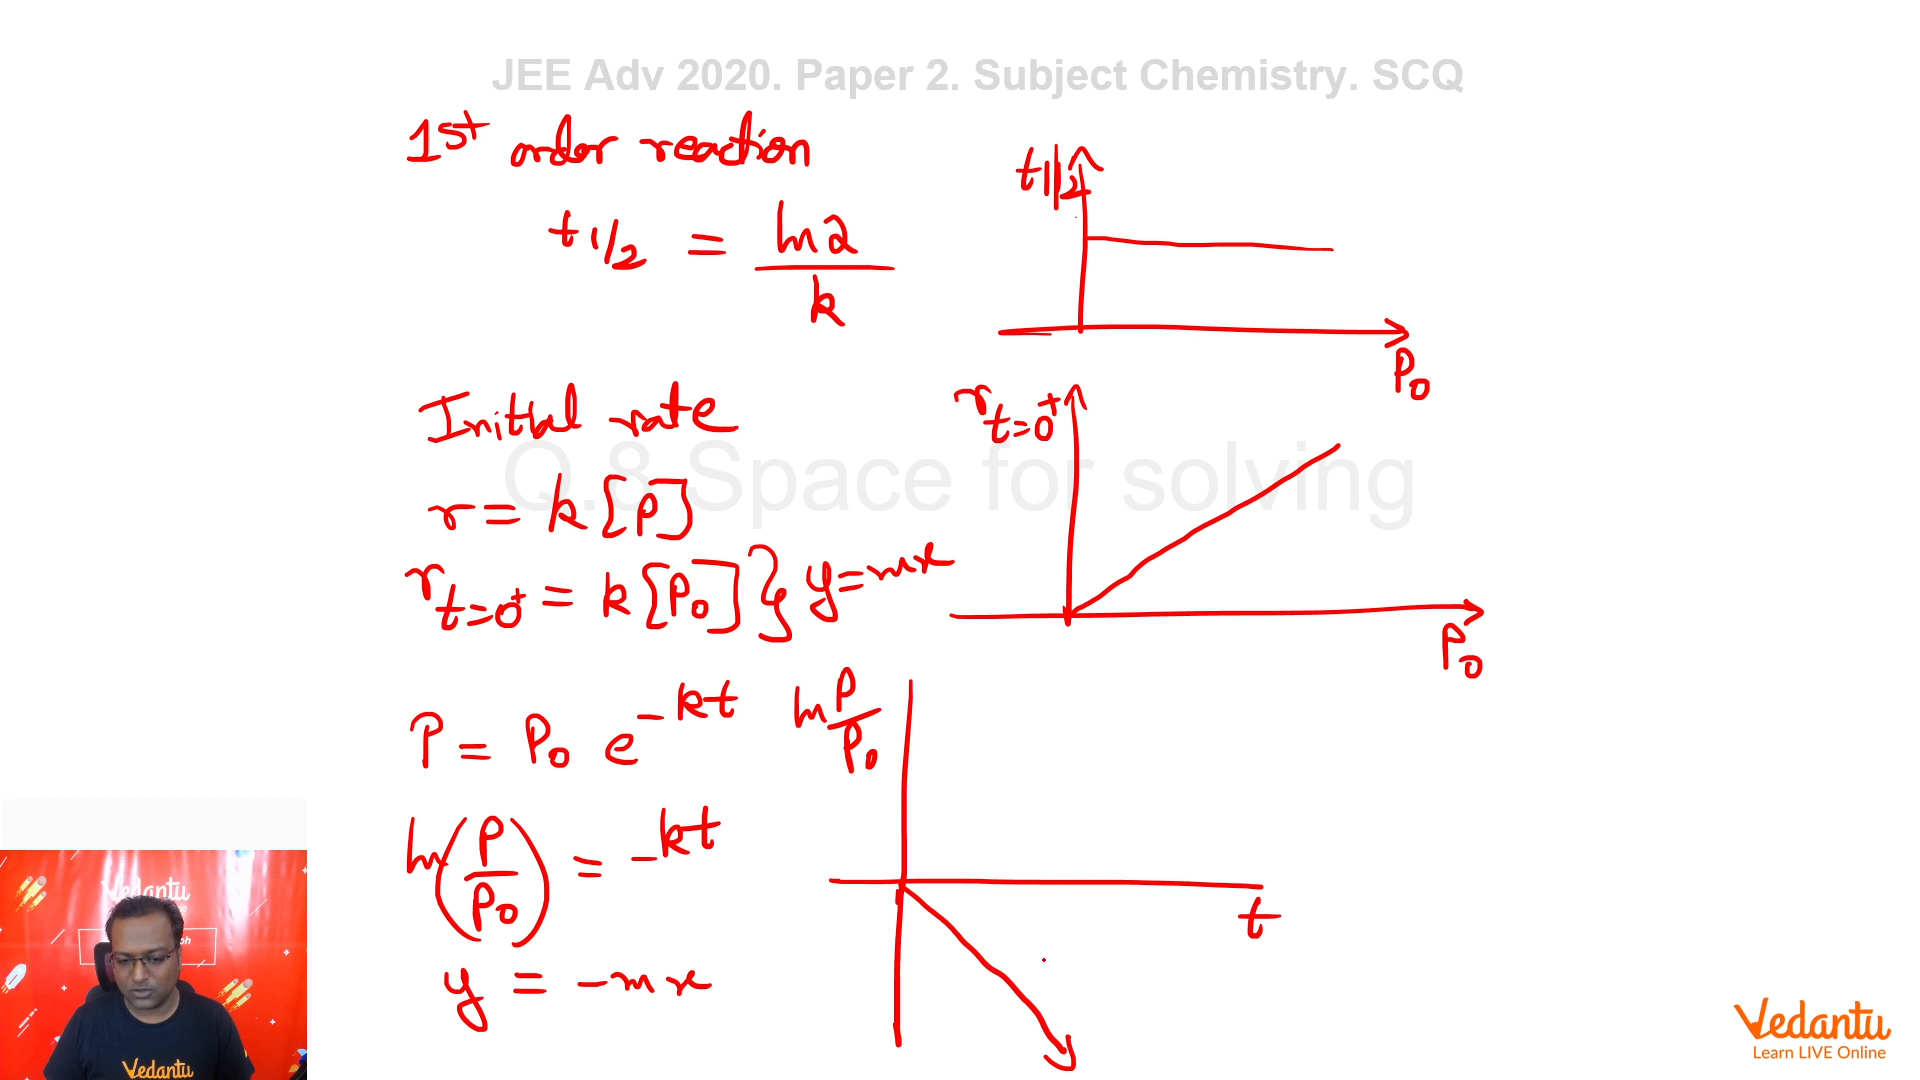 JEE Adv 2020. Paper 2. Subject Chemistry. SCQ
1st order reaction
t1/2 = ln2/k
t1/2
P0
Initial rate
Q.8 Space for solving
r = k[P]
rt=0+ = k[P0] } y=mx
rt=0+
P0
P = P0 e^-kt
ln P/P0
ln(P/P0) = -kt
t
y = -mx
Vedantu
Vedantu
Vedantu
Learn LIVE Online